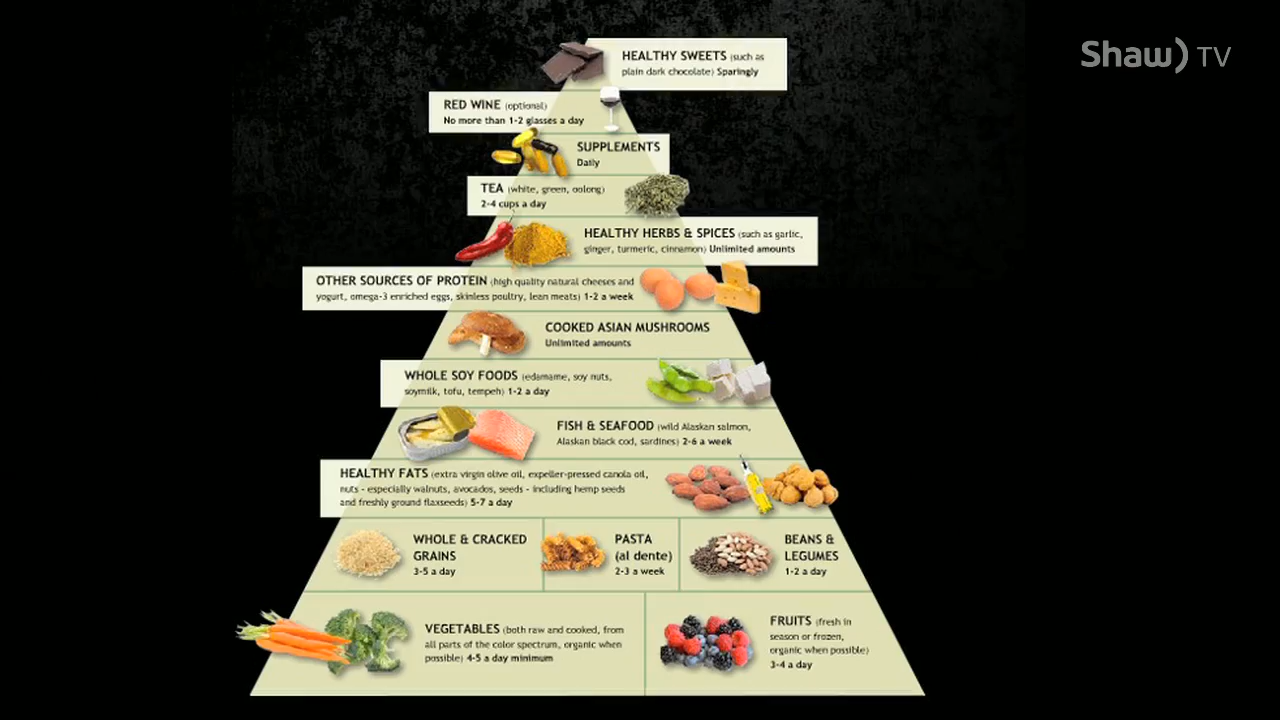 Shaw) TV
HEALTHY SWEETS (such as
plain dark chocolate) Sparingly
RED WINE (optional)
No more than 1-2 glasses a day
SUPPLEMENTS
Daily
TEA (white, green, oolong)
2-4 cups a day
HEALTHY HERBS & SPICES (such as garlic,
ginger, turmeric, cinnamon) Unlimited amounts
OTHER SOURCES OF PROTEIN (high quality natural cheeses and
yogurt, omega-3 enriched eggs, skinless poultry, lean meats) 1-2 a week
COOKED ASIAN MUSHROOMS
Unlimited amounts
WHOLE SOY FOODS (edamame, soy nuts,
soymilk, tofu, tempeh) 1-2 a day
FISH & SEAFOOD (wild Alaskan salmon,
Alaskan black cod, sardines) 2-6 a week
HEALTHY FATS (extra virgin olive oil, expeller-pressed canola oil,
nuts - especially walnuts, avocados, seeds - including hemp seeds
and freshly ground flaxseeds) 5-7 a day
WHOLE & CRACKED
GRAINS
3-5 a day
PASTA
(al dente)
2-3 a week
BEANS &
LEGUMES
1-2 a day
VEGETABLES (both raw and cooked, from
all parts of the color spectrum, organic when
possible) 4-5 a day minimum
FRUITS (fresh in
season or frozen,
organic when possible)
3-4 a day